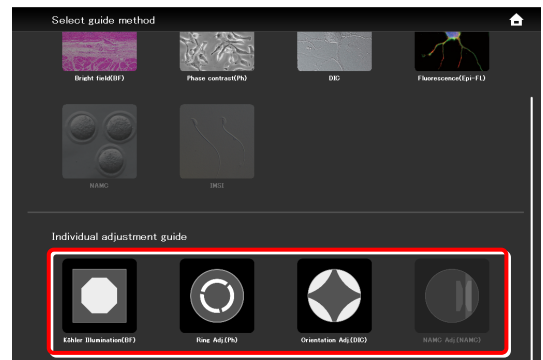 Select guide method
Bright field(BF)
Phase contrast(Ph)
DIC
Fluorescence(Epi-FL)
NAMC
IMSI
Individual adjustment guide
Köhler Illumination(BF)
Ring Adj.(Ph)
Orientation Adj.(DIC)
NAMC Adj.(NAMC)